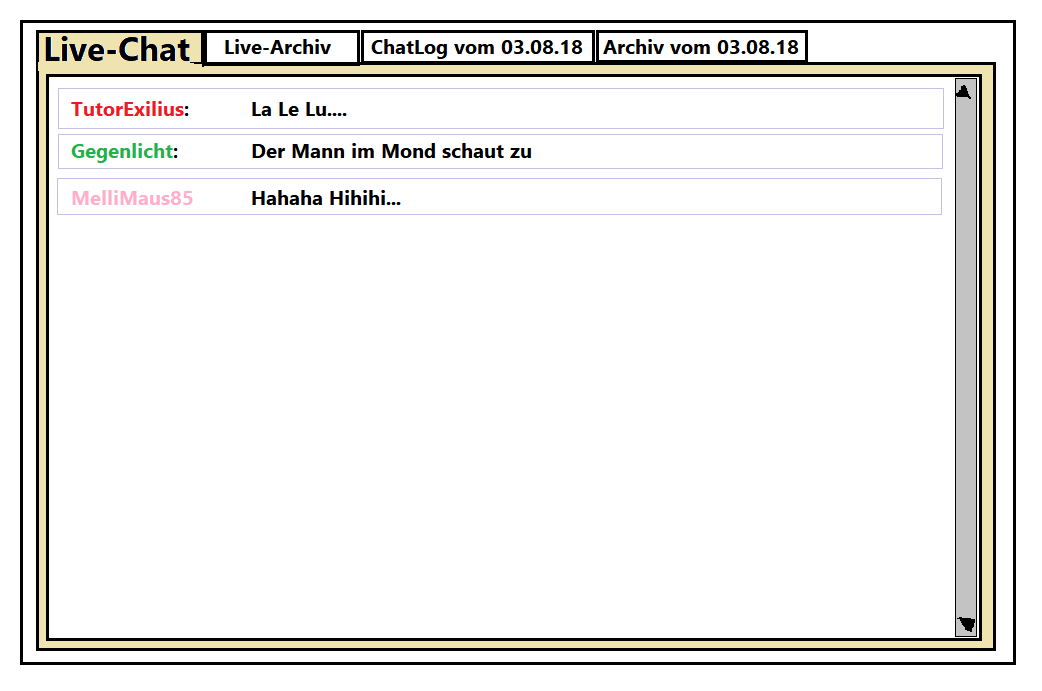 Live-Chat Live-Archiv ChatLog vom 03.08.18 Archiv vom 03.08.18
TutorExilius: La Le Lu....
Gegenlicht: Der Mann im Mond schaut zu
MelliMaus85 Hahaha Hihihi...